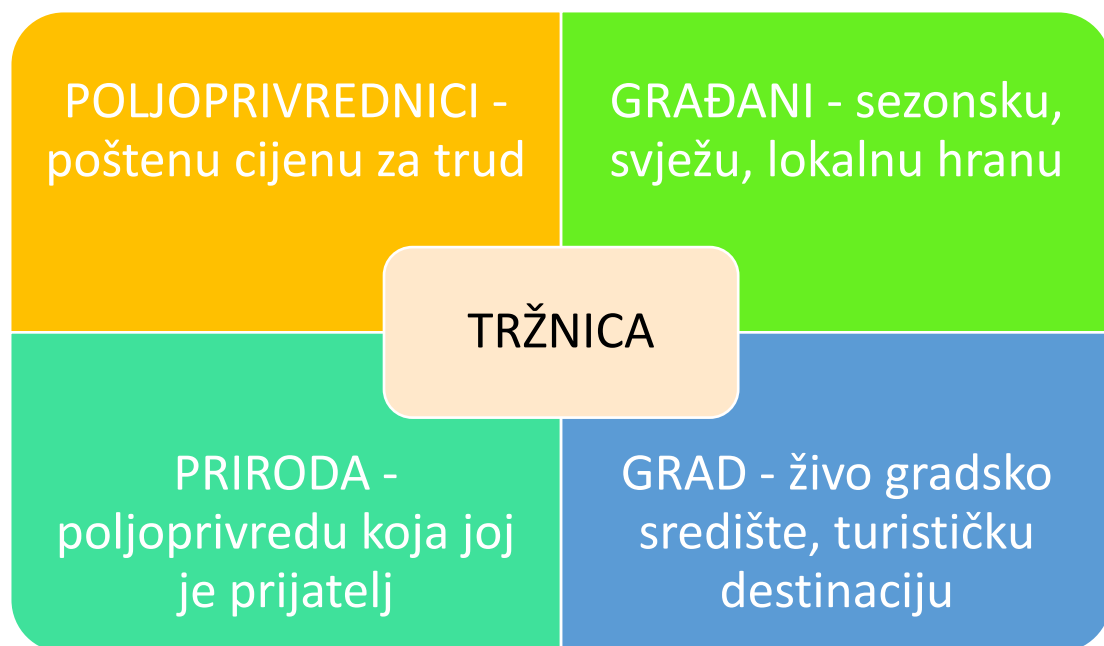 POLJOPRIVREDNICI -
poštenu cijenu za trud
GRAĐANI - sezonsku,
svježu, lokalnu hranu
TRŽNICA
PRIRODA -
poljoprivredu koja joj
je prijatelj
GRAD - živo gradsko
središte, turističku
destinaciju